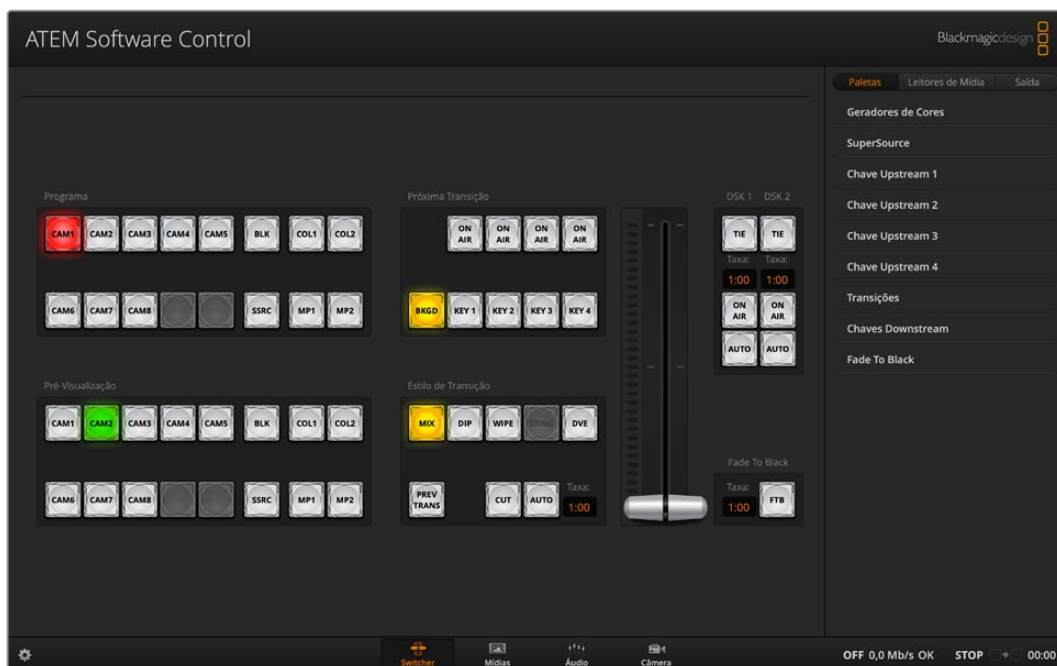 ATEM Software Control
Blackmagicdesign
Paletas Leitores de Mídia Saída
Geradores de Cores
SuperSource
Chave Upstream 1
Chave Upstream 2
Chave Upstream 3
Chave Upstream 4
Transições
Chaves Downstream
Fade To Black
Programa
CAM1 CAM2 CAM3 CAM4 CAM5 BLK COL1 COL2
CAM6 CAM7 CAM8 SSRC MP1 MP2
Próxima Transição
ON AIR ON AIR ON AIR ON AIR
BKGD KEY 1 KEY 2 KEY 3 KEY 4
DSK 1 DSK 2
TIE TIE
Taxa: Taxa:
1:00 1:00
ON AIR ON AIR
AUTO AUTO
Pré-Visualização
CAM1 CAM2 CAM3 CAM4 CAM5 BLK COL1 COL2
CAM6 CAM7 CAM8 SSRC MP1 MP2
Estilo de Transição
MIX DIP WIPE STING DVE
PREV TRANS CUT AUTO Taxa: 1:00
Fade To Black
Taxa:
1:00 FTB
Switcher Mídias Áudio Câmera
OFF 0,0 Mb/s OK STOP 00:00